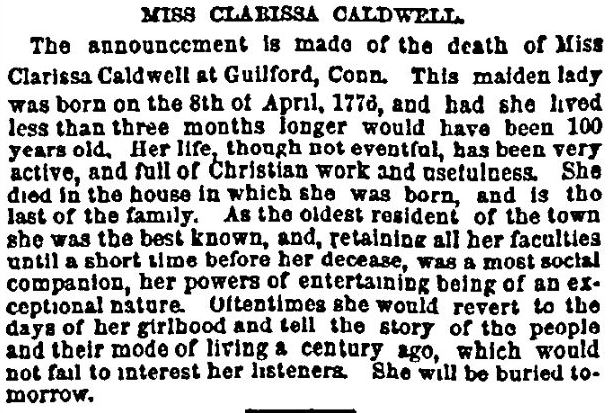 MISS CLARISSA CALDWELL.
The announcement is made of the death of Miss
Clarissa Caldwell at Guilford, Conn. This maiden lady
was born on the 8th of April, 1776, and had she lived
less than three months longer would have been 100
years old. Her life, though not eventful, has been very
active, and full of Christian work and usefulness. She
died in the house in which she was born, and is the
last of the family. As the oldest resident of the town
she was the best known, and, retaining all her faculties
until a short time before her decease, was a most social
companion, her powers of entertaining being of an ex-
ceptional nature. Oftentimes she would revert to the
days of her girlhood and tell the story of the people
and their mode of living a century ago, which would
not fail to interest her listeners. She will be buried to-
morrow.